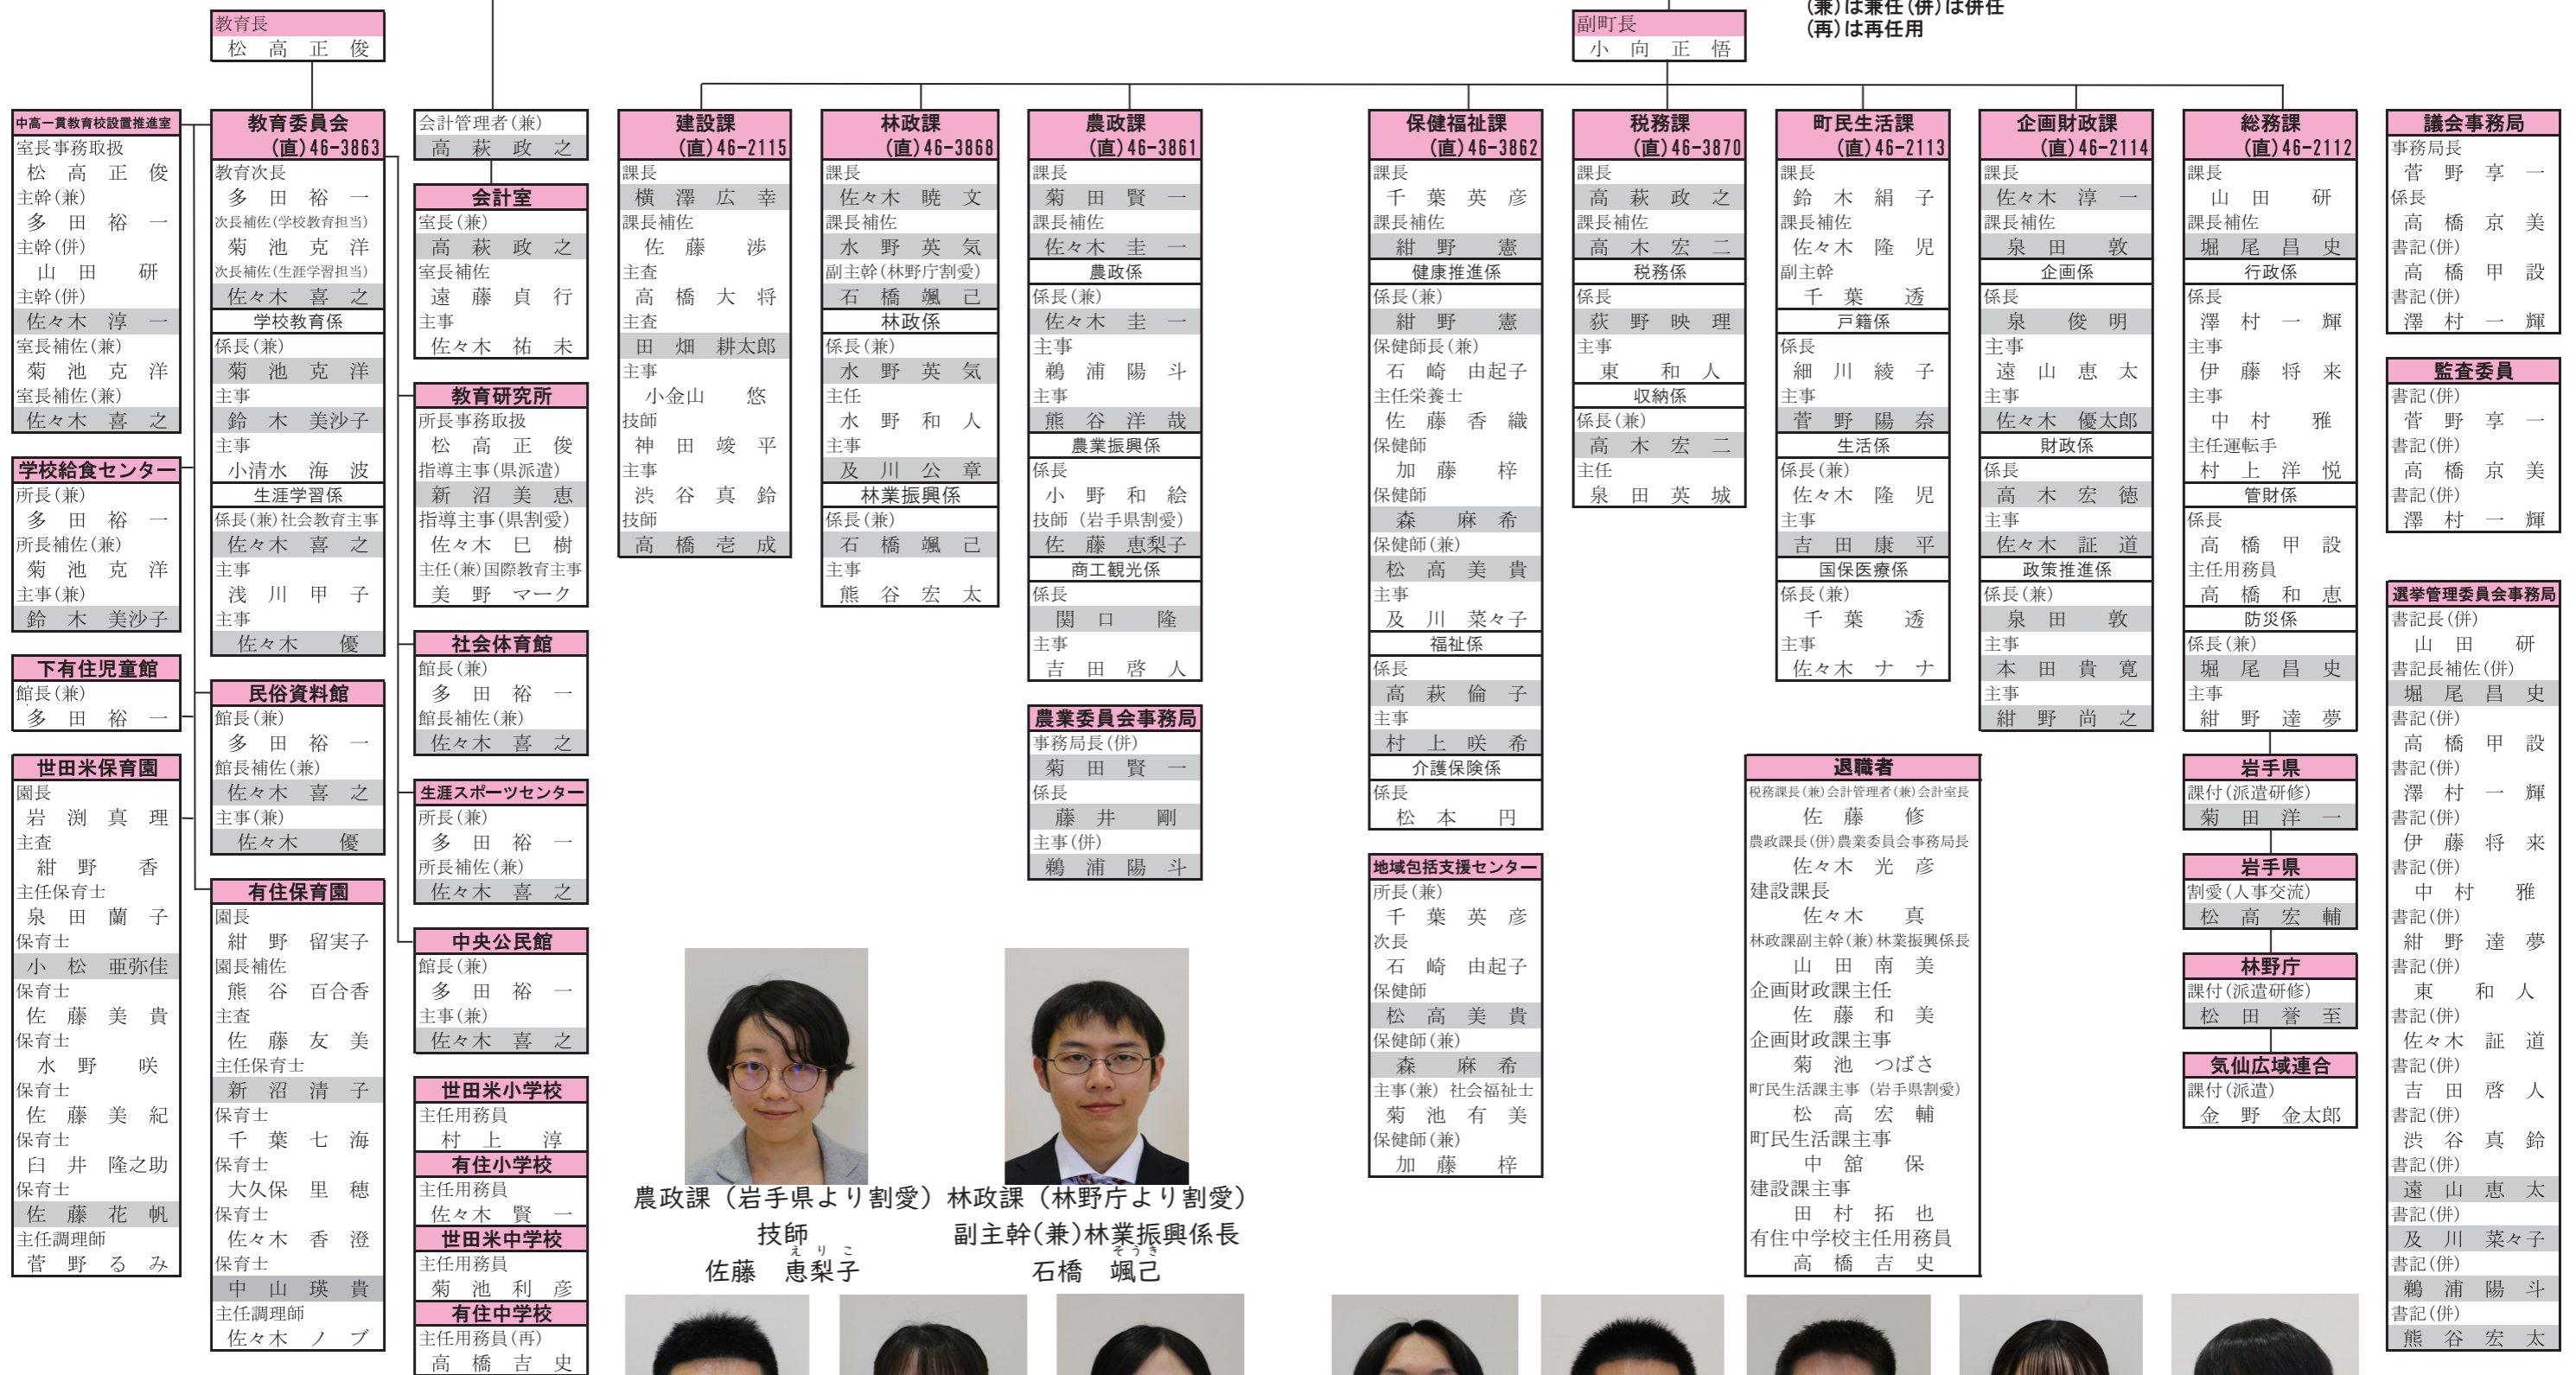 (兼)は兼任(併)は併任
(再)は再任用
教育長
松高正俊
副町長
小向正悟
中高一貫教育校設置推進室
室長事務取扱
松高正俊
主幹(兼)
多田裕一
主幹(併)
山田研
主幹(併)
佐々木淳一
室長補佐(兼)
菊池克洋
室長補佐(兼)
佐々木喜之
学校給食センター
所長(兼)
多田裕一
所長補佐(兼)
菊池克洋
主事(兼)
鈴木美沙子
下有住児童館
館長(兼)
多田裕一
世田米保育園
園長
岩渕真理
主査
紺野香
主任保育士
泉田蘭子
保育士
小松亜弥佳
保育士
佐藤美貴
保育士
水野咲
保育士
佐藤美紀
保育士
臼井隆之助
保育士
佐藤花帆
主任調理師
菅野るみ
教育委員会
(直)46-3863
教育次長
多田裕一
次長補佐(学校教育担当)
菊池克洋
次長補佐(生涯学習担当)
佐々木喜之
学校教育係
係長(兼)
菊池克洋
主事
鈴木美沙子
主事
小清水海波
生涯学習係
係長(兼)社会教育主事
佐々木喜之
主事
浅川甲子
主事
佐々木優
民俗資料館
館長(兼)
多田裕一
館長補佐(兼)
佐々木喜之
主事(兼)
佐々木優
有住保育園
園長
紺野留実子
園長補佐
熊谷百合香
主査
佐藤友美
主任保育士
新沼清子
保育士
千葉七海
保育士
大久保里穂
保育士
佐々木香澄
保育士
中山瑛貴
主任調理師
佐々木ノブ
会計管理者(兼)
高萩政之
会計室
室長(兼)
高萩政之
室長補佐
遠藤貞行
主事
佐々木祐未
教育研究所
所長事務取扱
松高正俊
指導主事(県派遣)
新沼美恵
指導主事(県割愛)
佐々木巳樹
主任(兼)国際教育主事
美野マーク
社会体育館
館長(兼)
多田裕一
館長補佐(兼)
佐々木喜之
生涯スポーツセンター
所長(兼)
多田裕一
所長補佐(兼)
佐々木喜之
中央公民館
館長(兼)
多田裕一
主事(兼)
佐々木喜之
世田米小学校
主任用務員
村上淳
有住小学校
主任用務員
佐々木賢一
世田米中学校
主任用務員
菊池利彦
有住中学校
主任用務員(再)
高橋吉史
建設課
(直)46-2115
課長
横澤広幸
課長補佐
佐藤渉
主査
高橋大将
主査
田畑耕太郎
主事
小金山悠
技師
神田竣平
主事
渋谷真鈴
技師
高橋壱成
林政課
(直)46-3868
課長
佐々木暁文
課長補佐
水野英気
副主幹(林野庁割愛)
石橋颯己
林政係
係長(兼)
水野英気
主任
水野和人
主事
及川公章
林業振興係
係長(兼)
石橋颯己
主事
熊谷宏太
農政課
(直)46-3861
課長
菊田賢一
課長補佐
佐々木圭一
農政係
係長(兼)
佐々木圭一
主事
鵜浦陽斗
主事
熊谷洋哉
農業振興係
係長
小野和絵
技師(岩手県割愛)
佐藤恵梨子
商工観光係
係長
関口隆
主事
吉田啓人
農業委員会事務局
事務局長(併)
菊田賢一
係長
藤井剛
主事(併)
鵜浦陽斗
農政課(岩手県より割愛)
技師
えりこ
佐藤 恵梨子
林政課(林野庁より割愛)
副主幹(兼)林業振興係長
そうき
石橋 颯己
保健福祉課
(直)46-3862
課長
千葉英彦
課長補佐
紺野憲
健康推進係
係長(兼)
紺野憲
保健師長(兼)
石崎由起子
主任栄養士
佐藤香織
保健師
加藤梓
保健師
森麻希
保健師(兼)
松高美貴
主事
及川菜々子
福祉係
係長
高萩倫子
主事
村上咲希
介護保険係
係長
松本円
地域包括支援センター
所長(兼)
千葉英彦
次長
石崎由起子
保健師
松高美貴
保健師(兼)
森麻希
主事(兼)社会福祉士
菊池有美
保健師(兼)
加藤梓
税務課
(直)46-3870
課長
高萩政之
課長補佐
高木宏二
税務係
係長
荻野映理
主事
東和人
収納係
係長(兼)
高木宏二
主任
泉田英城
町民生活課
(直)46-2113
課長
鈴木絹子
課長補佐
佐々木隆児
副主幹
千葉透
戸籍係
係長
細川綾子
主事
菅野陽奈
生活係
係長(兼)
佐々木隆児
主事
吉田康平
国保医療係
係長(兼)
千葉透
主事
佐々木ナナ
企画財政課
(直)46-2114
課長
佐々木淳一
課長補佐
泉田敦
企画係
係長
泉俊明
主事
遠山恵太
主事
佐々木優太郎
財政係
係長
高木宏徳
主事
佐々木証道
政策推進係
係長(兼)
泉田敦
主事
本田貴寛
主事
紺野尚之
退職者
税務課長(兼)会計管理者(兼)会計室長
佐藤修
農政課長(併)農業委員会事務局長
佐々木光彦
建設課長
佐々木真
林政課副主幹(兼)林業振興係長
山田南美
企画財政課主任
佐藤和美
企画財政課主事
菊池つばさ
町民生活課主事(岩手県割愛)
松高宏輔
町民生活課主事
中舘保
建設課主事
田村拓也
有住中学校主任用務員
高橋吉史
総務課
(直)46-2112
課長
山田研
課長補佐
堀尾昌史
行政係
係長
澤村一輝
主事
伊藤将来
主事
中村雅
主任運転手
村上洋悦
管財係
係長
高橋甲設
主任用務員
高橋和恵
防災係
係長(兼)
堀尾昌史
主事
紺野達夢
岩手県
課付(派遣研修)
菊田洋一
岩手県
割愛(人事交流)
松高宏輔
林野庁
課付(派遣研修)
松田誉至
気仙広域連合
課付(派遣)
金野金太郎
議会事務局
事務局長
菅野享一
係長
高橋京美
書記(併)
高橋甲設
書記(併)
澤村一輝
監査委員
書記(併)
菅野享一
書記(併)
高橋京美
書記(併)
澤村一輝
選挙管理委員会事務局
書記長(併)
山田研
書記長補佐(併)
堀尾昌史
書記(併)
高橋甲設
書記(併)
澤村一輝
書記(併)
伊藤将来
書記(併)
中村雅
書記(併)
紺野達夢
書記(併)
東和人
書記(併)
佐々木証道
書記(併)
吉田啓人
書記(併)
渋谷真鈴
書記(併)
遠山恵太
書記(併)
及川菜々子
書記(併)
鵜浦陽斗
書記(併)
熊谷宏太